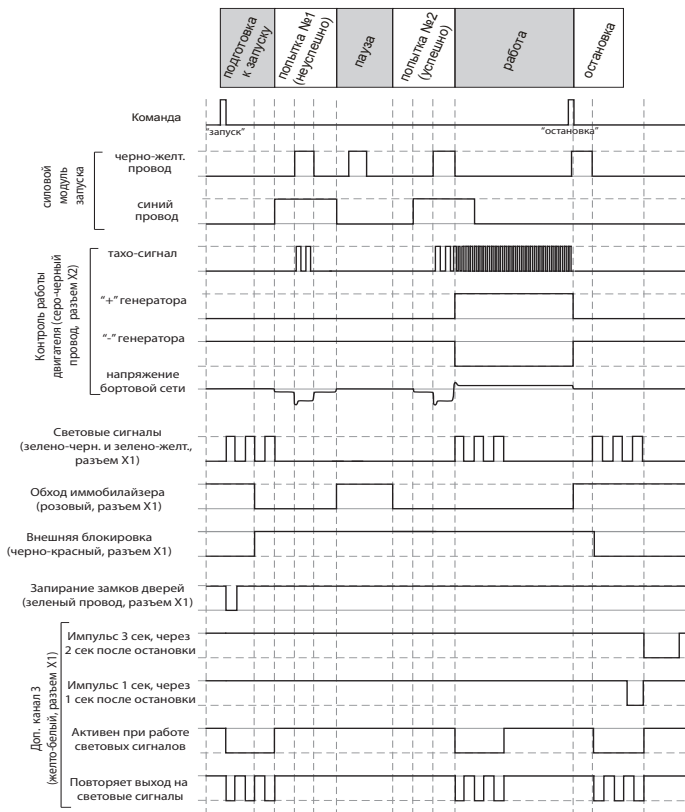 подготовка
к запуску
попытка №1
(неуспешно)
пауза
попытка №2
(успешно)
работа
остановка
Команда
"запуск"
"остановка"
силовой
модуль
запуска
черно-желт.
провод
синий
провод
Контроль работы
двигателя (серо-черный
провод, разъем X2)
тахо-сигнал
"+" генератора
"-" генератора
напряжение
бортовой сети
Световые сигналы
(зелено-черн. и зелено-желт.,
разъем X1)
Обход иммобилайзера
(розовый, разъем X1)
Внешняя блокировка
(черно-красный, разъем X1)
Запирание замков дверей
(зеленый провод, разъем X1)
Доп. канал 3
(желто-белый, разъем X1)
Импульс 3 сек, через
2 сек после остановки
Импульс 1 сек, через
1 сек после остановки
Активен при работе
световых сигналов
Повторяет выход на
световые сигналы